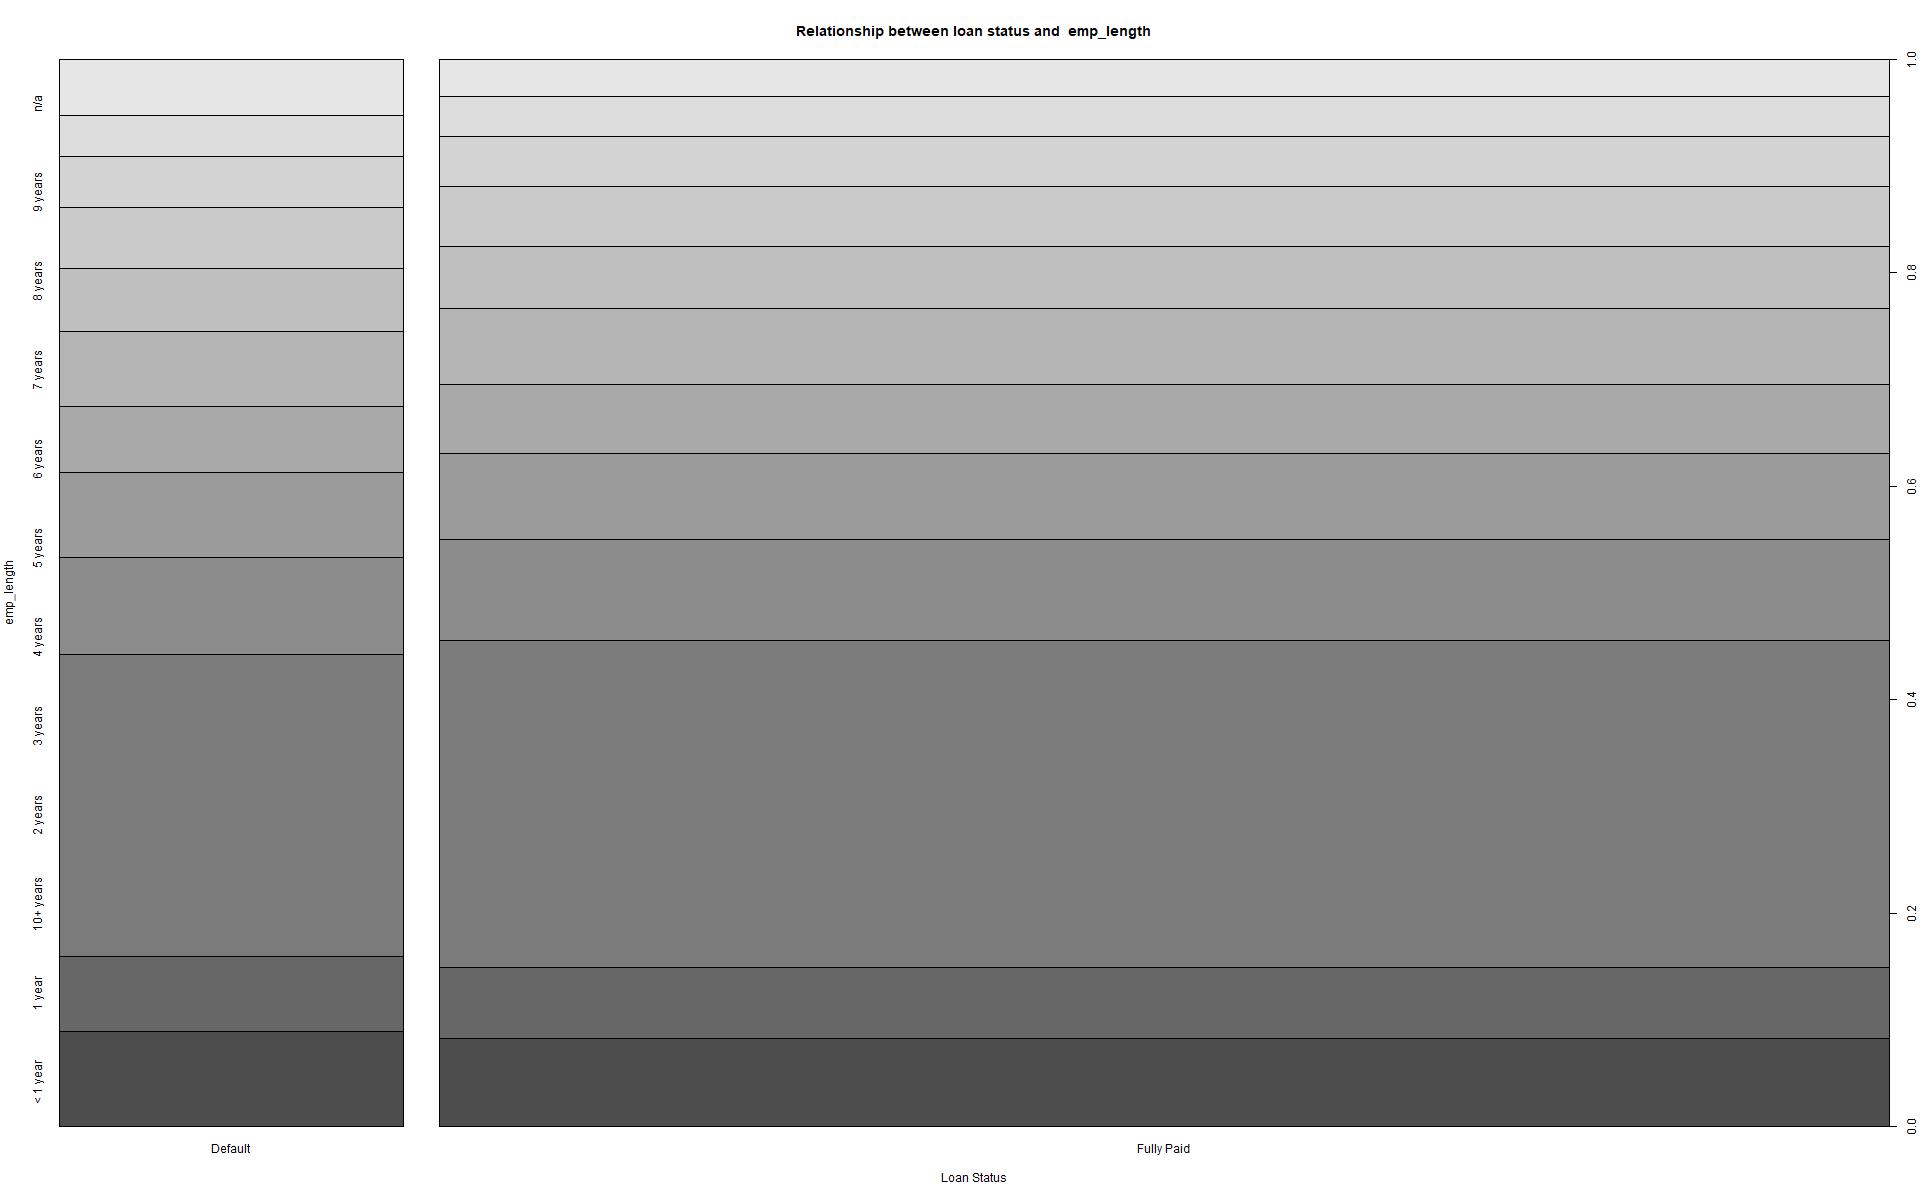 Relationship between loan status and  emp_length
n/a
9 years
8 years
7 years
6 years
5 years
4 years
3 years
2 years
10+ years
1 year
< 1 year
emp_length
1.0
0.8
0.6
0.4
0.2
0.0
Default
Fully Paid
Loan Status